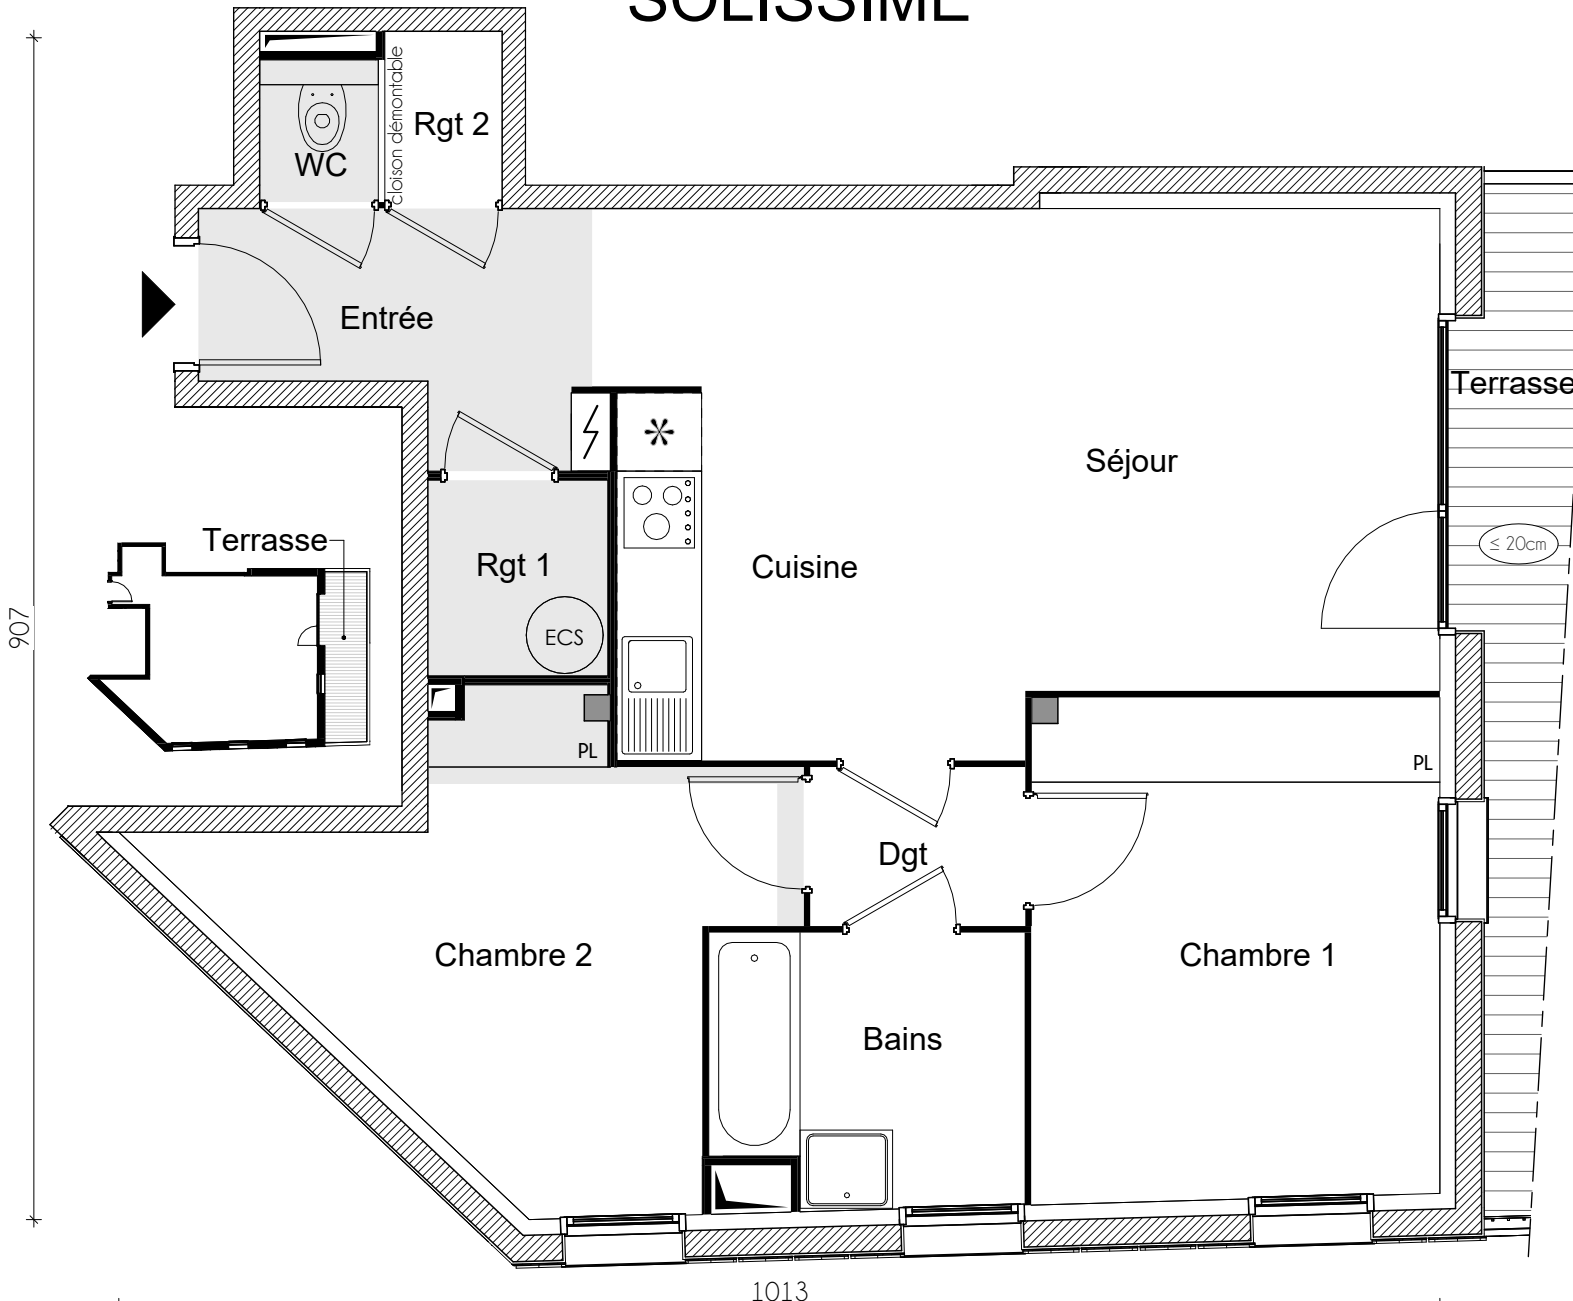 SOLISSIME
cloison démontable
Rgt 2
WC
Entrée
Terrasse
Séjour
Terrasse
≤ 20cm
Rgt 1
Cuisine
907
ECS
PL
PL
Dgt
Chambre 2
Chambre 1
Bains
1013